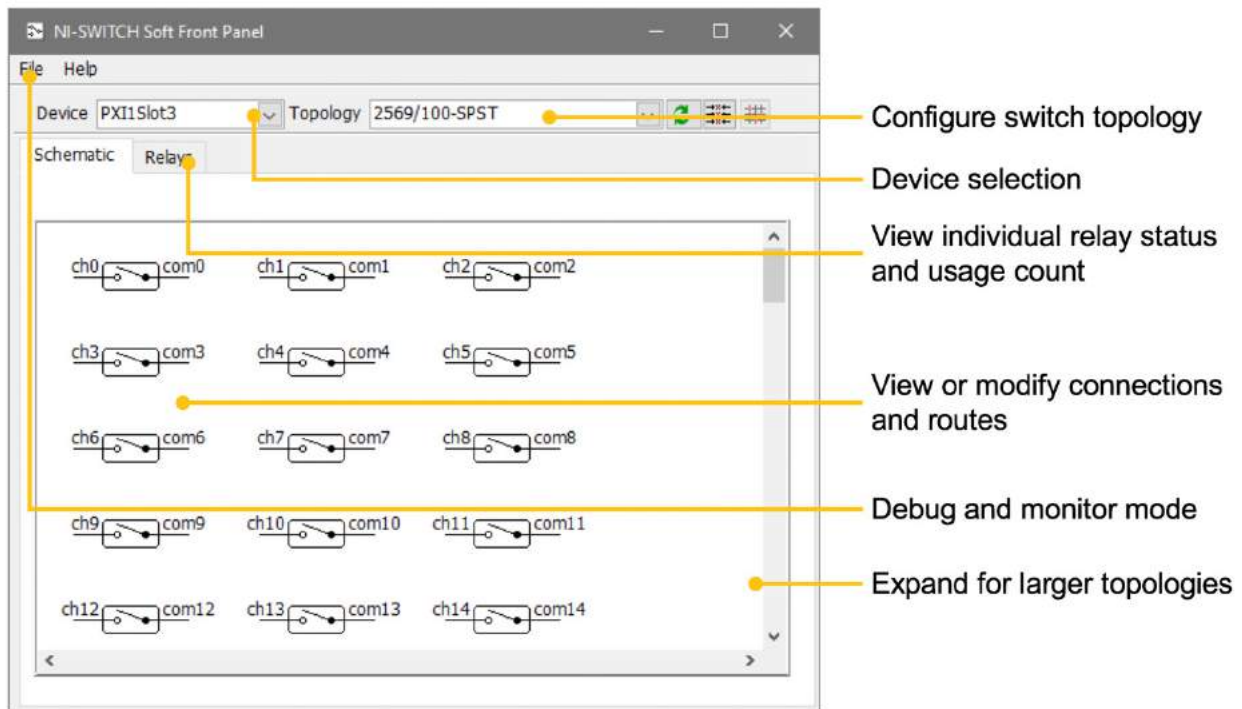 NI-SWITCH Soft Front Panel
File Help
Device PXI1Slot3 Topology 2569/100-SPST
Schematic Relays
ch0 com0 ch1 com1 ch2 com2
ch3 com3 ch4 com4 ch5 com5
ch6 com6 ch7 com7 ch8 com8
ch9 com9 ch10 com10 ch11 com11
ch12 com12 ch13 com13 ch14 com14
Configure switch topology
Device selection
View individual relay status
and usage count
View or modify connections
and routes
Debug and monitor mode
Expand for larger topologies